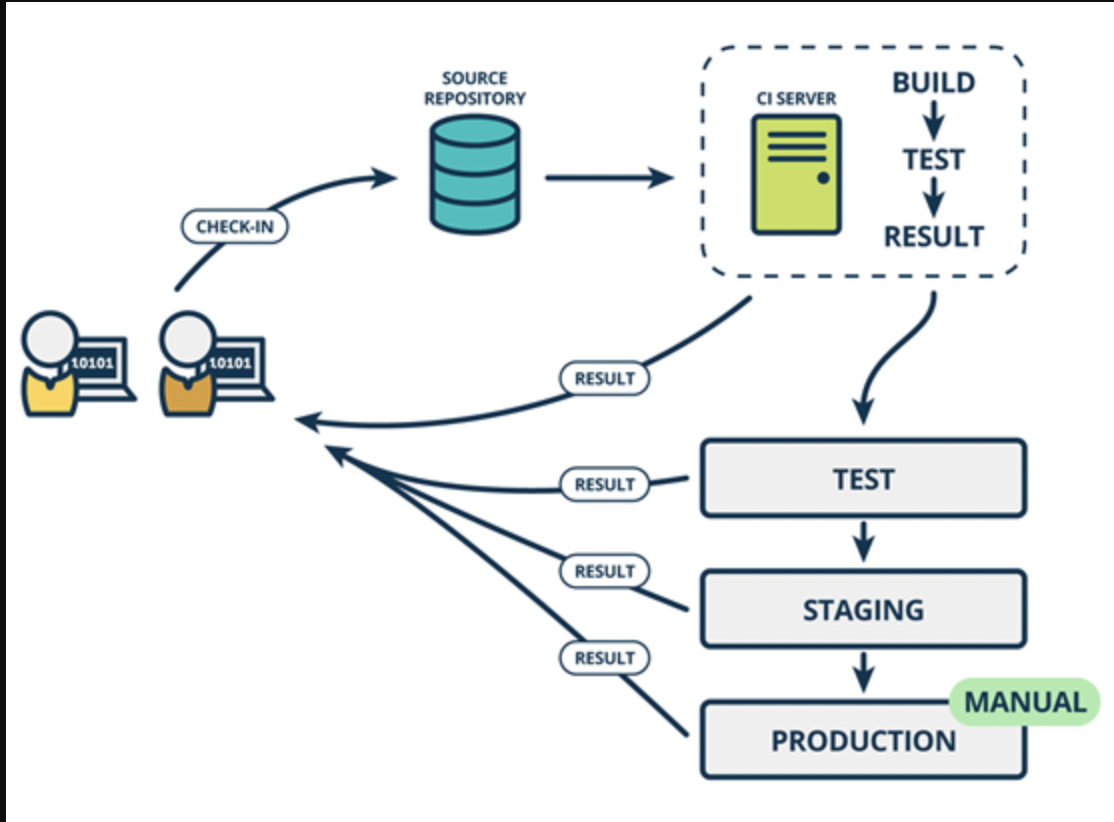 SOURCE
REPOSITORY
CI SERVER
BUILD
TEST
RESULT
CHECK-IN
10101
10101
RESULT
RESULT
RESULT
RESULT
TEST
STAGING
MANUAL
PRODUCTION